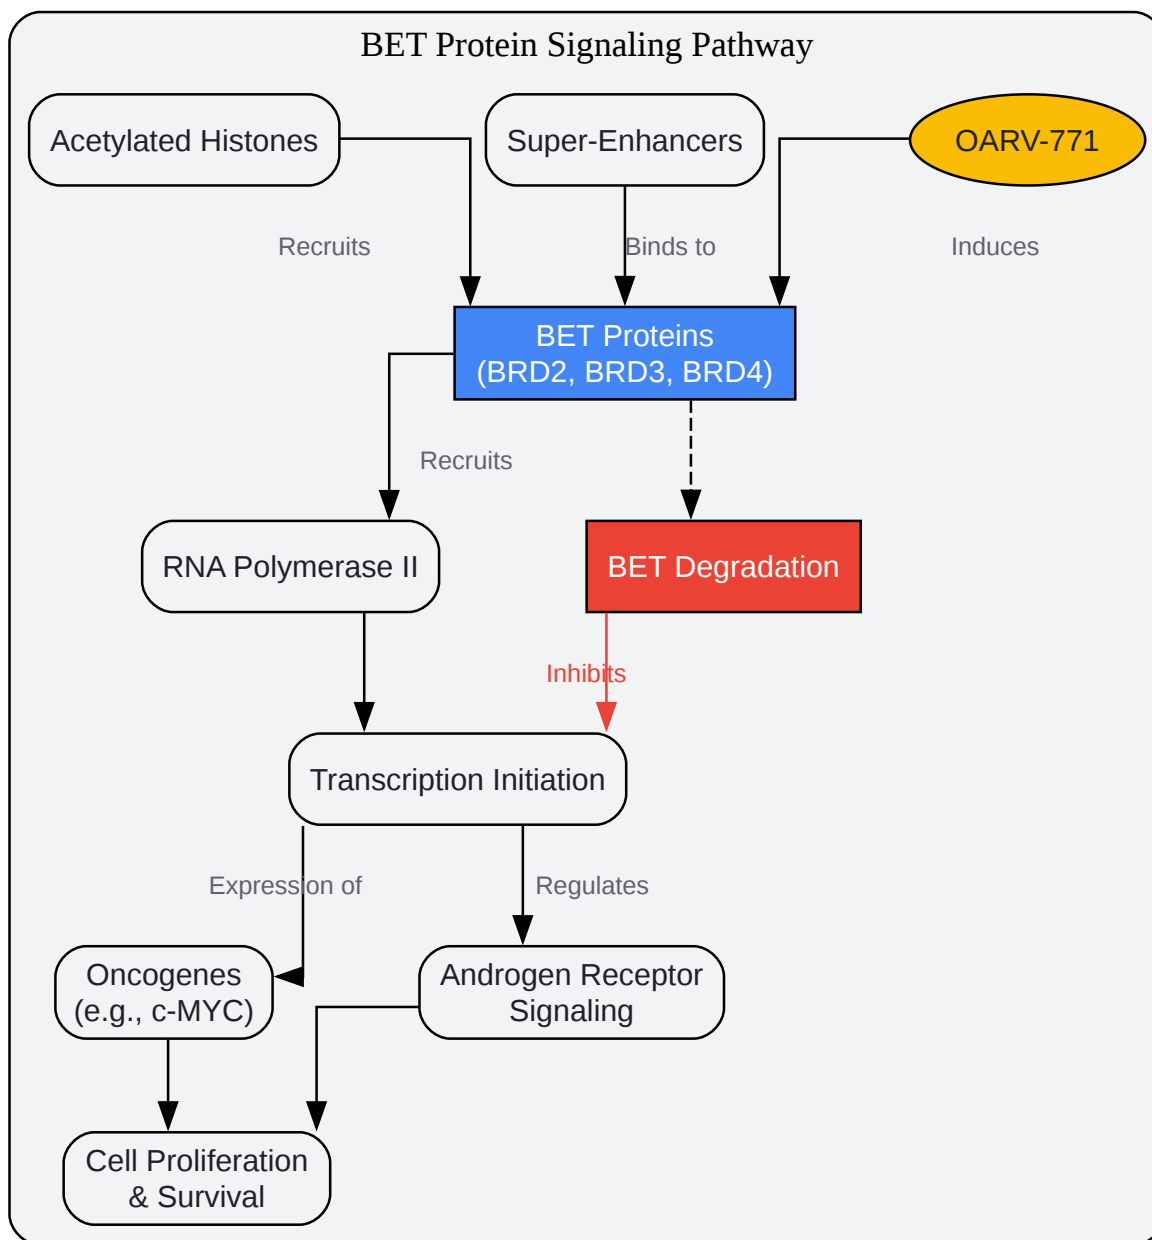 BET Protein Signaling Pathway
Acetylated Histones
Super-Enhancers
OARV-771
Recruits
Binds to
Induces
BET Proteins
(BRD2, BRD3, BRD4)
Recruits
RNA Polymerase II
BET Degradation
Inhibits
Transcription Initiation
Expression of
Regulates
Oncogenes
(e.g., c-MYC)
Androgen Receptor
Signaling
Cell Proliferation
& Survival